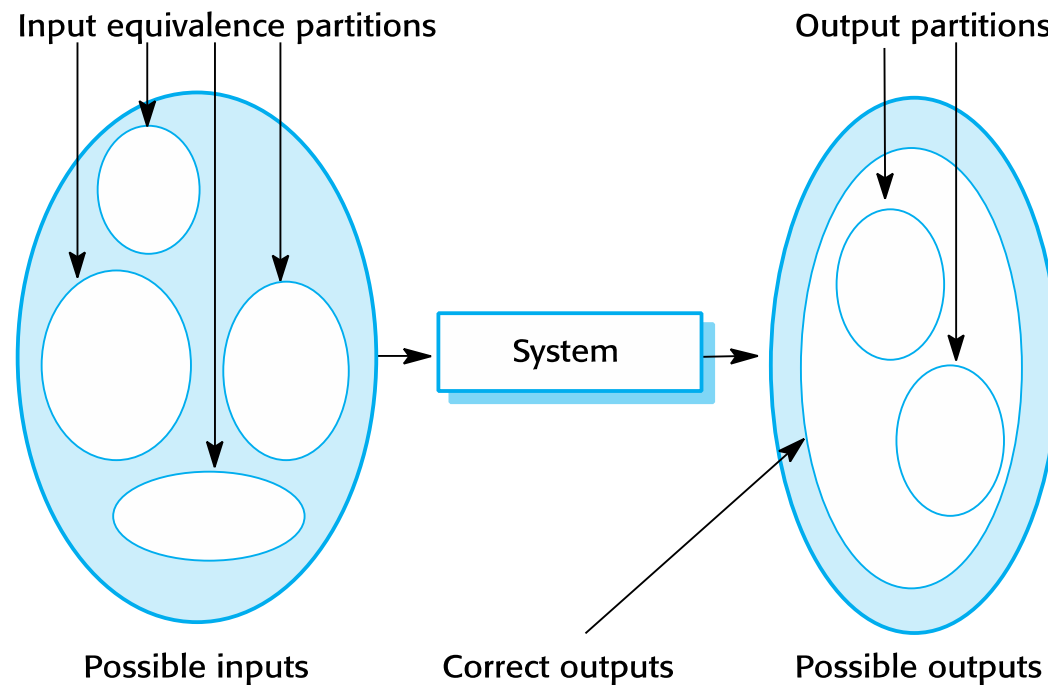 Input equivalence partitions
Output partitions
System
Possible inputs
Correct outputs
Possible outputs